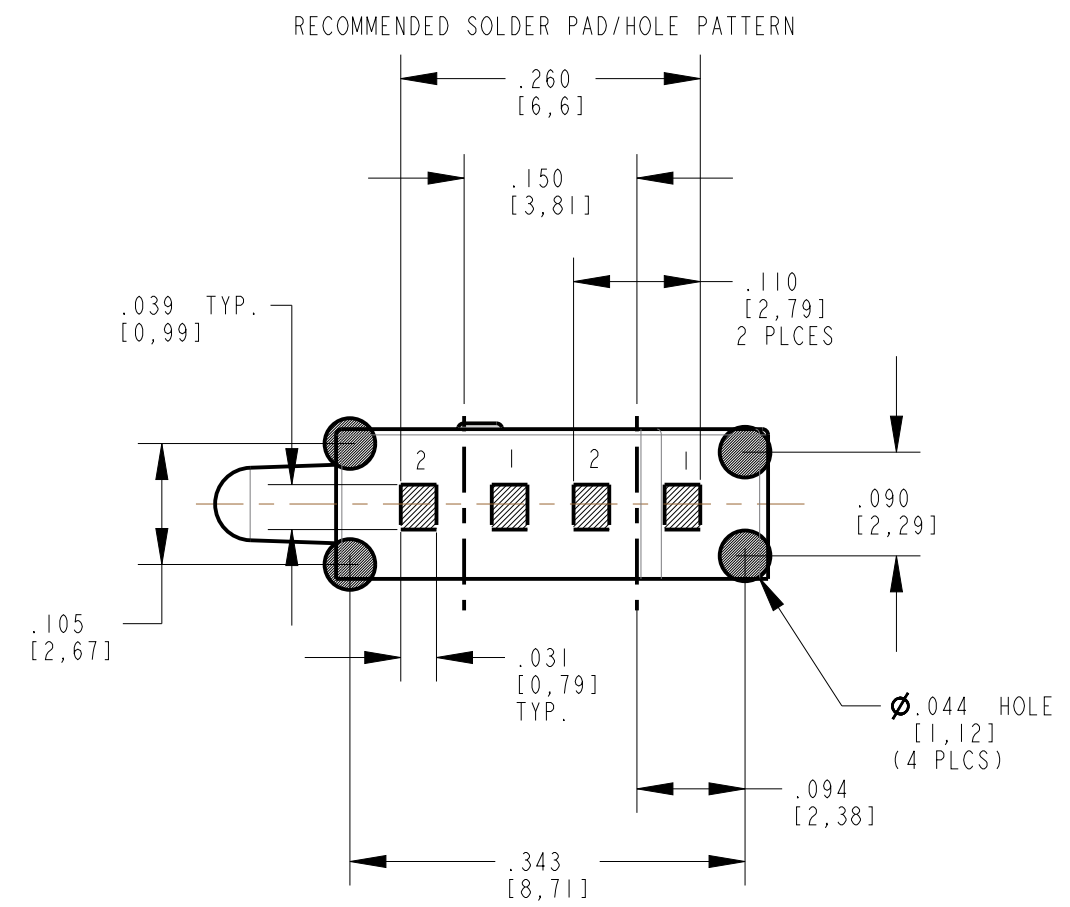 RECOMMENDED SOLDER PAD/HOLE PATTERN
.260
[6,6]
.150
[3,81]
.110
[2,79]
2 PLCES
.039 TYP.
[0,99]
2 1 2 1
.090
[2,29]
.105
[2,67]
.031
[0,79]
TYP.
Ø.044 HOLE
[1,12]
(4 PLCS)
.094
[2,38]
.343
[8,71]